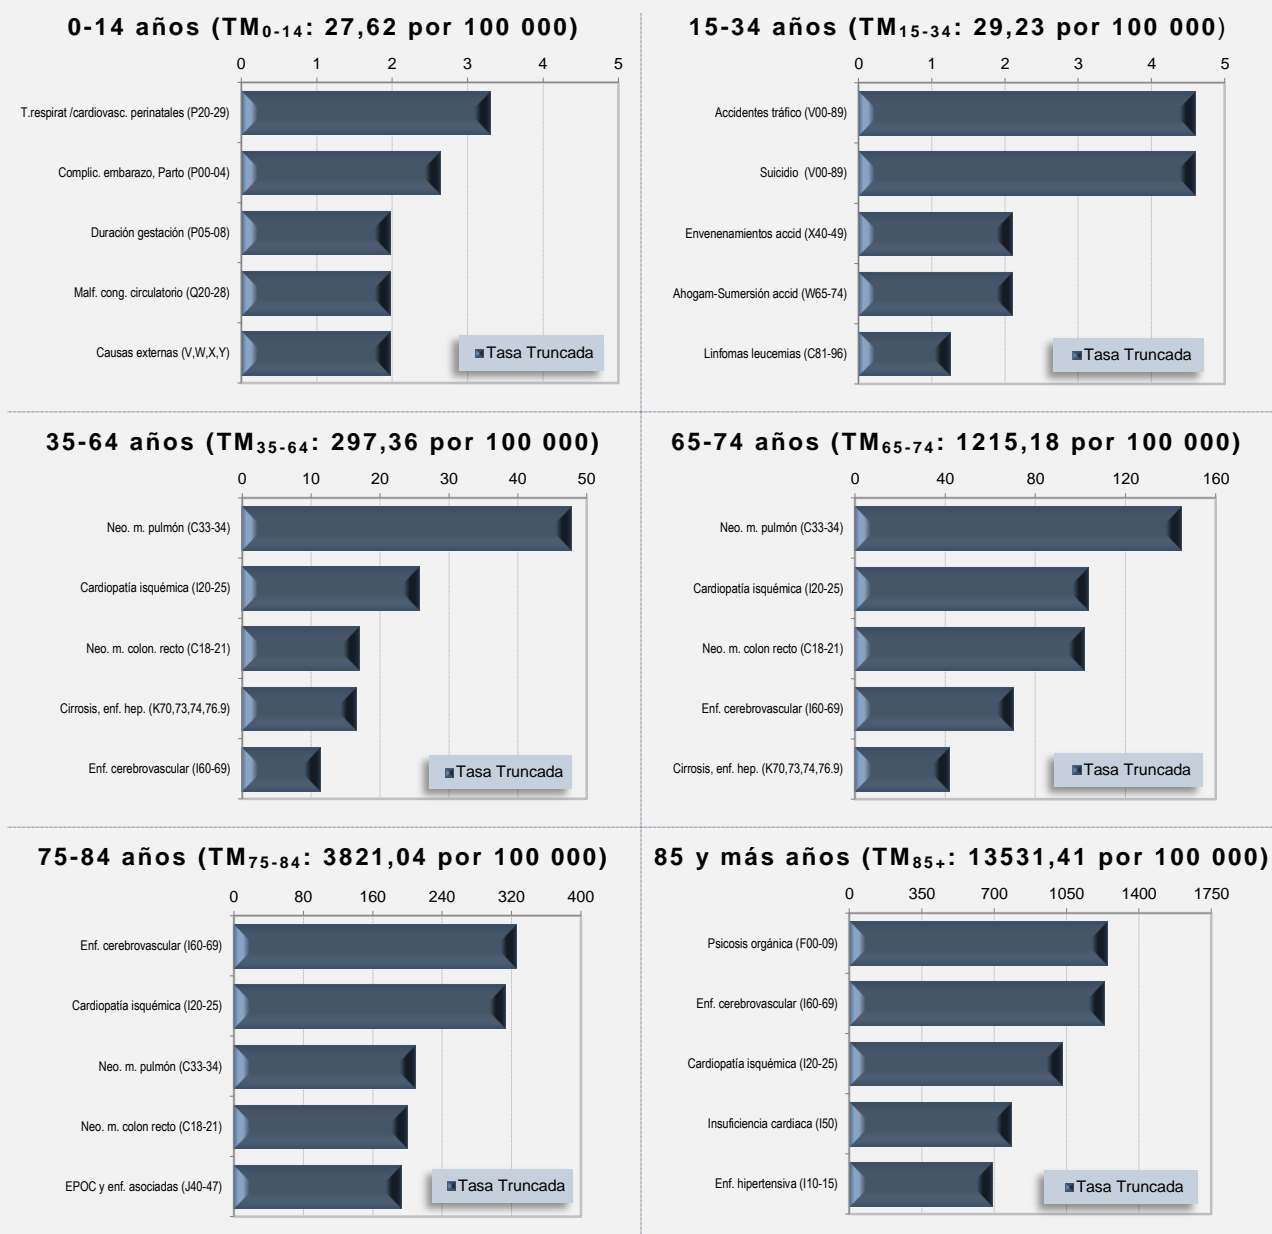 0-14 años (TM0-14: 27,62 por 100 000)
0 1 2 3 4 5
T.respirat /cardiovasc. perinatales (P20-29)
Complic. embarazo, Parto (P00-04)
Duración gestación (P05-08)
Malf. cong. circulatorio (Q20-28)
Causas externas (V,W,X,Y)
Tasa Truncada
15-34 años (TM15-34: 29,23 por 100 000)
0 1 2 3 4 5
Accidentes tráfico (V00-89)
Suicidio (V00-89)
Envenenamientos accid (X40-49)
Ahogam-Sumersión accid (W65-74)
Linfomas leucemias (C81-96)
Tasa Truncada
35-64 años (TM35-64: 297,36 por 100 000)
0 10 20 30 40 50
Neo. m. pulmón (C33-34)
Cardiopatía isquémica (I20-25)
Neo. m. colon. recto (C18-21)
Cirrosis, enf. hep. (K70,73,74,76.9)
Enf. cerebrovascular (I60-69)
Tasa Truncada
65-74 años (TM65-74: 1215,18 por 100 000)
0 40 80 120 160
Neo. m. pulmón (C33-34)
Cardiopatía isquémica (I20-25)
Neo. m. colon recto (C18-21)
Enf. cerebrovascular (I60-69)
Cirrosis, enf. hep. (K70,73,74,76.9)
Tasa Truncada
75-84 años (TM75-84: 3821,04 por 100 000)
0 80 160 240 320 400
Enf. cerebrovascular (I60-69)
Cardiopatía isquémica (I20-25)
Neo. m. pulmón (C33-34)
Neo. m. colon recto (C18-21)
EPOC y enf. asociadas (J40-47)
Tasa Truncada
85 y más años (TM85+: 13531,41 por 100 000)
0 350 700 1050 1400 1750
Psicosis orgánica (F00-09)
Enf. cerebrovascular (I60-69)
Cardiopatía isquémica (I20-25)
Insuficiencia cardiaca (I50)
Enf. hipertensiva (I10-15)
Tasa Truncada